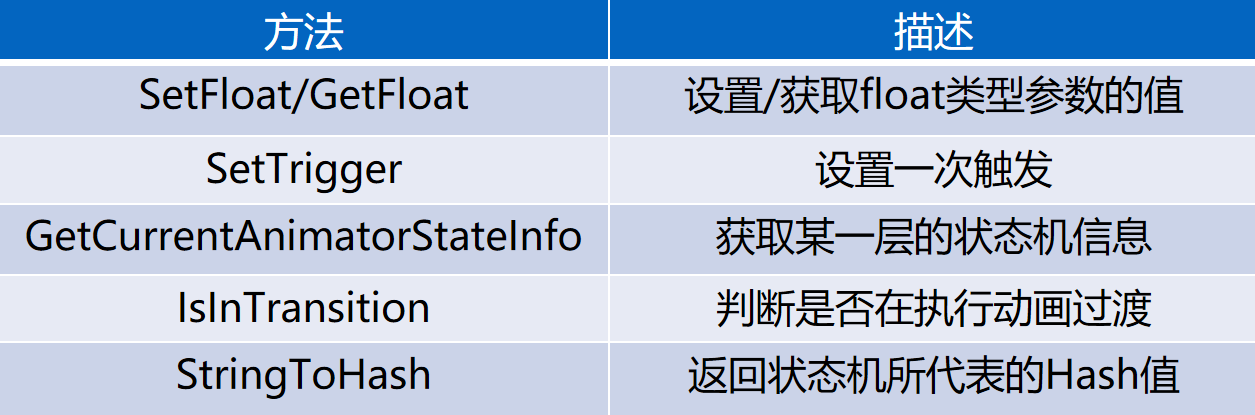 方法 描述
SetFloat/GetFloat 设置/获取float类型参数的值
SetTrigger 设置一次触发
GetCurrentAnimatorStateInfo 获取某一层的状态机信息
IsInTransition 判断是否在执行动画过渡
StringToHash 返回状态机所代表的Hash值